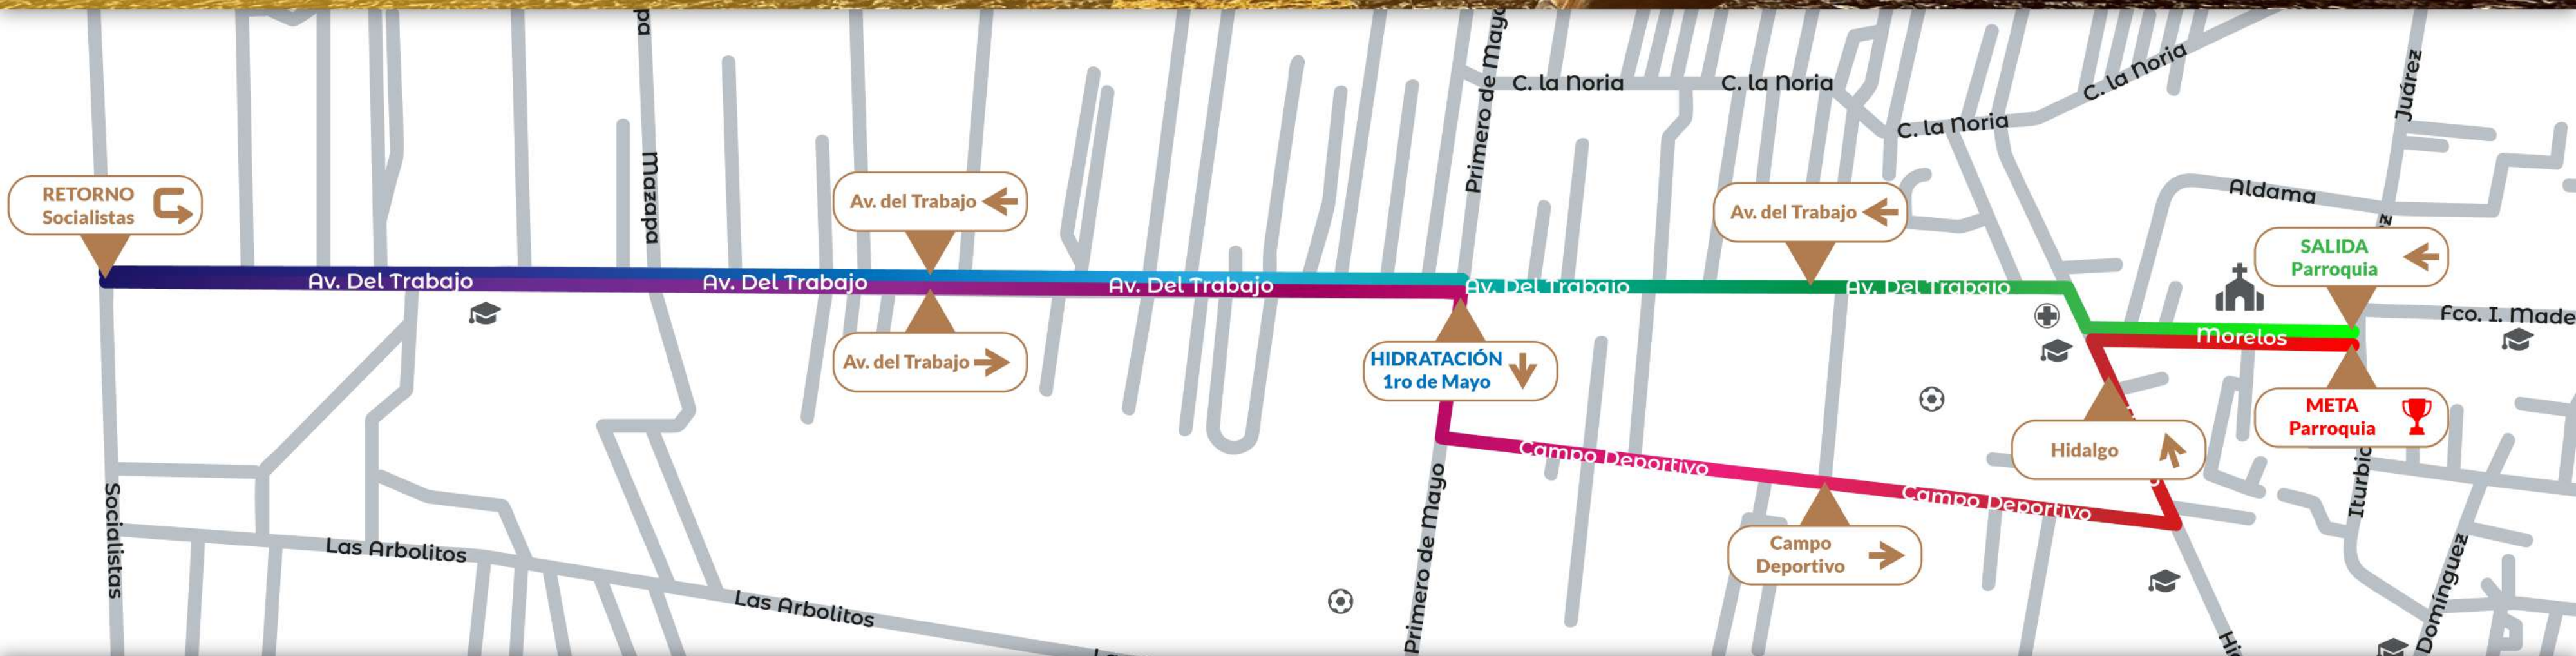 Primero de Mayo
C. la Noria
C. la Noria
C. la Noria
C. la Noria
Juárez
Aldama
Mazapa
RETORNO
Socialistas
Av. del Trabajo
Av. del Trabajo
SALIDA
Parroquia
Av. Del Trabajo
Av. Del Trabajo
Av. Del Trabajo
Av. Del Trabajo
Av. Del Trabajo
Fco. I. Made
Morelos
Av. del Trabajo
HIDRATACIÓN
1ro de Mayo
META
Parroquia
Hidalgo
Campo Deportivo
Campo Deportivo
Iturbid
Socialistas
Las Arbolitos
Las Arbolitos
Primero de Mayo
Campo
Deportivo
Domínguez